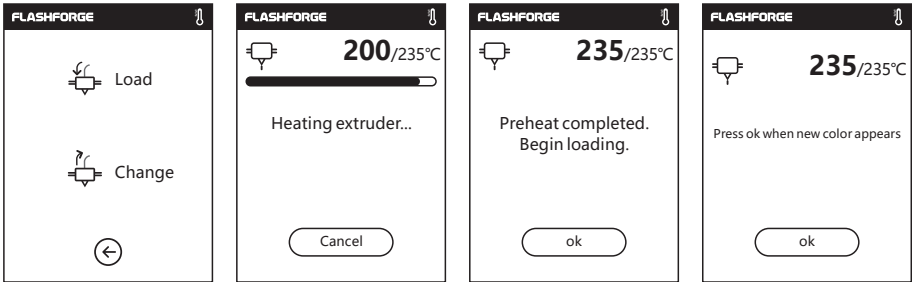 FLASHFORGE
Load
Change
FLASHFORGE
200/235℃
Heating extruder...
Cancel
FLASHFORGE
235/235℃
Preheat completed.
Begin loading.
ok
FLASHFORGE
235/235℃
Press ok when new color appears
ok